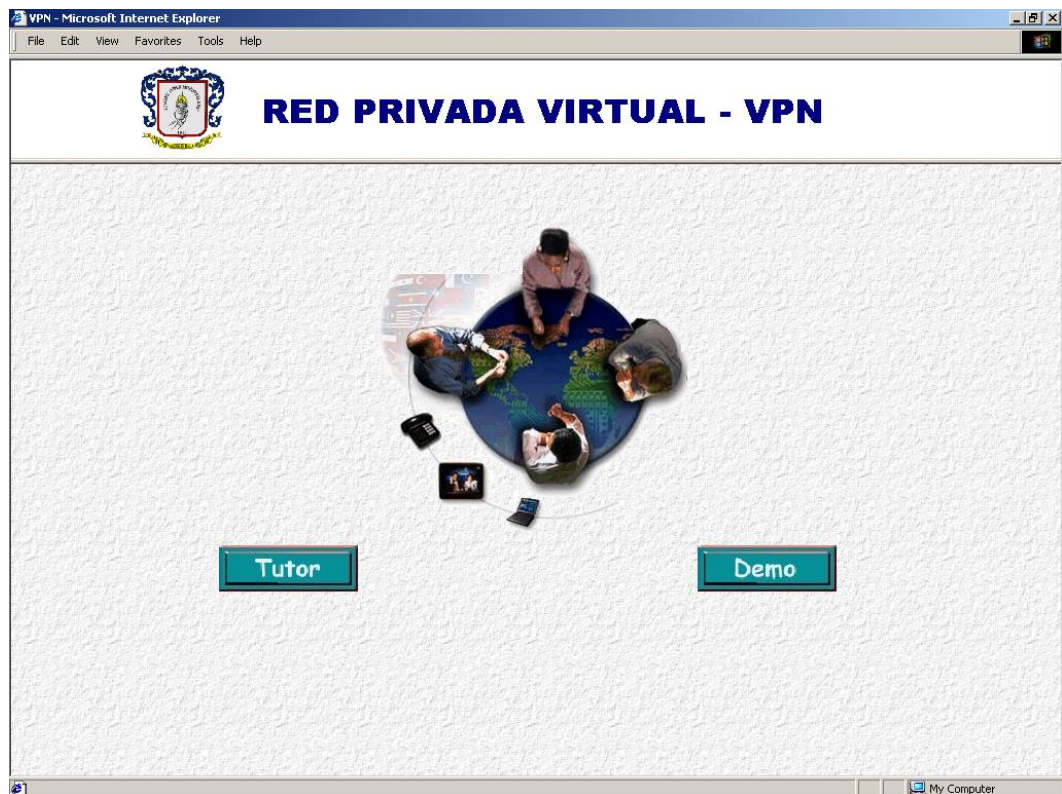 VPN - Microsoft Internet Explorer
File Edit View Favorites Tools Help
RED PRIVADA VIRTUAL - VPN
Tutor
Demo
My Computer